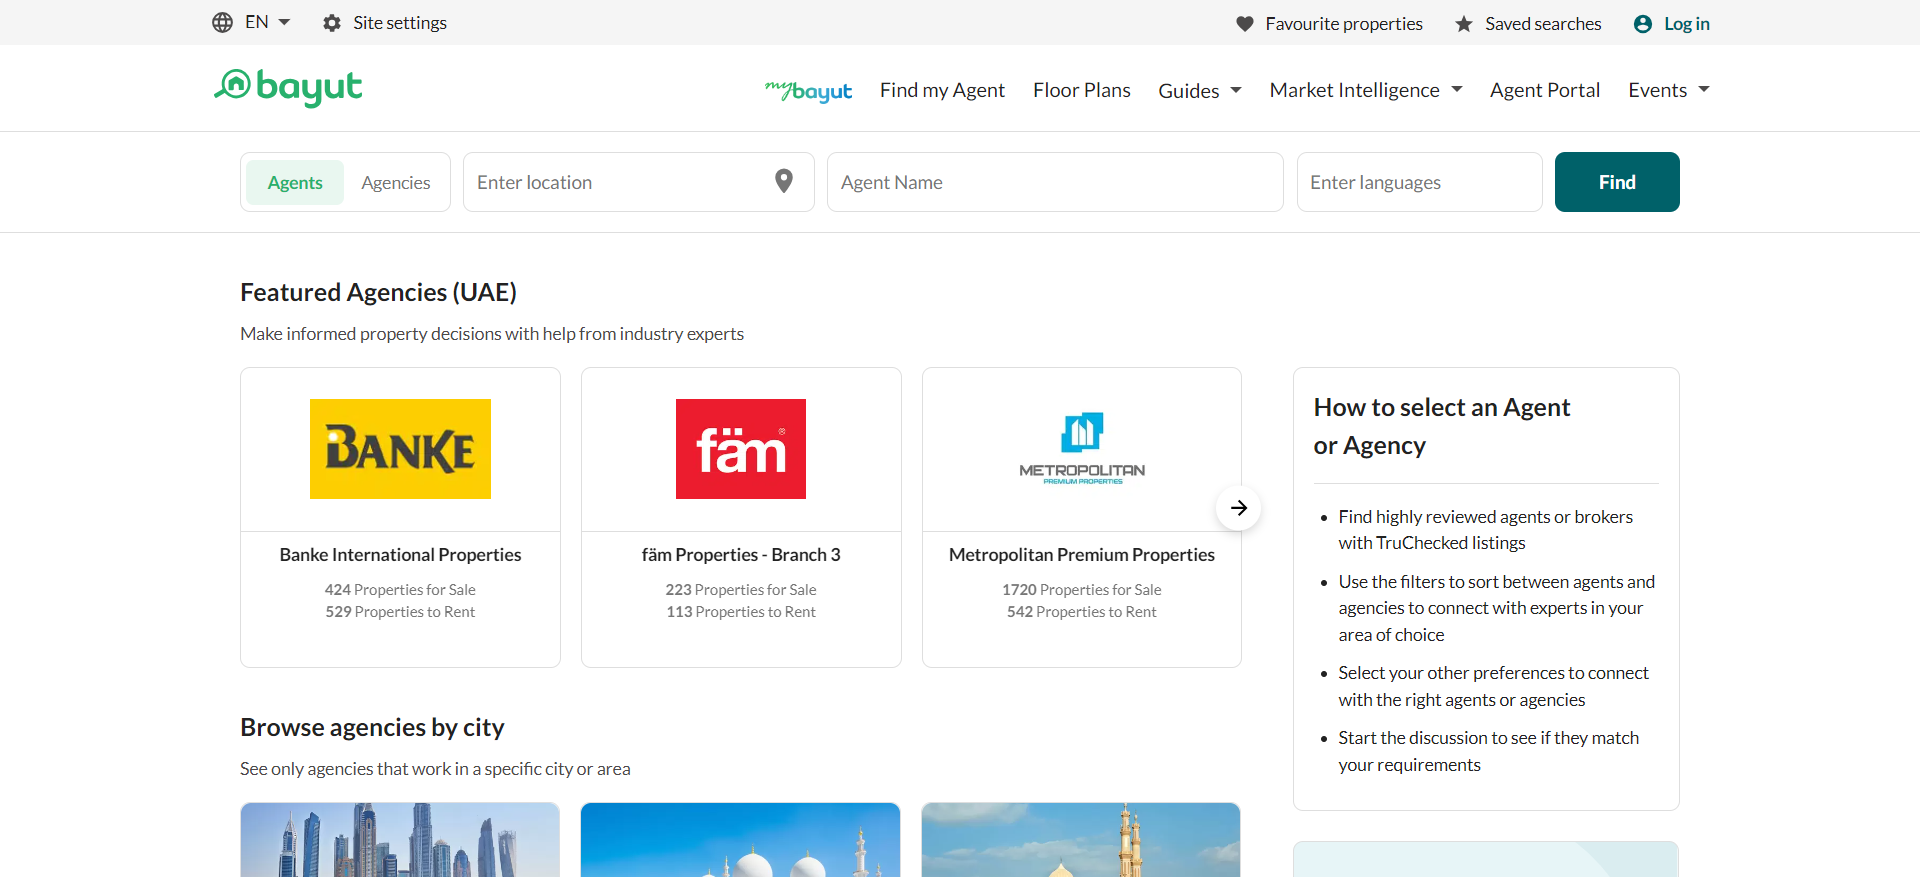 EN
Site settings
Favourite properties
Saved searches
Log in
bayut
mybayut
Find my Agent
Floor Plans
Guides
Market Intelligence
Agent Portal
Events
Agents
Agencies
Enter location
Agent Name
Enter languages
Find
Featured Agencies (UAE)
Make informed property decisions with help from industry experts
BANKE
Banke International Properties
424 Properties for Sale
529 Properties to Rent
fäm®
fäm Properties - Branch 3
223 Properties for Sale
113 Properties to Rent
METROPOLITAN
PREMIUM PROPERTIES
Metropolitan Premium Properties
1720 Properties for Sale
542 Properties to Rent
How to select an Agent
or Agency
• Find highly reviewed agents or brokers
with TruChecked listings
• Use the filters to sort between agents and
agencies to connect with experts in your
area of choice
• Select your other preferences to connect
with the right agents or agencies
• Start the discussion to see if they match
your requirements
Browse agencies by city
See only agencies that work in a specific city or area